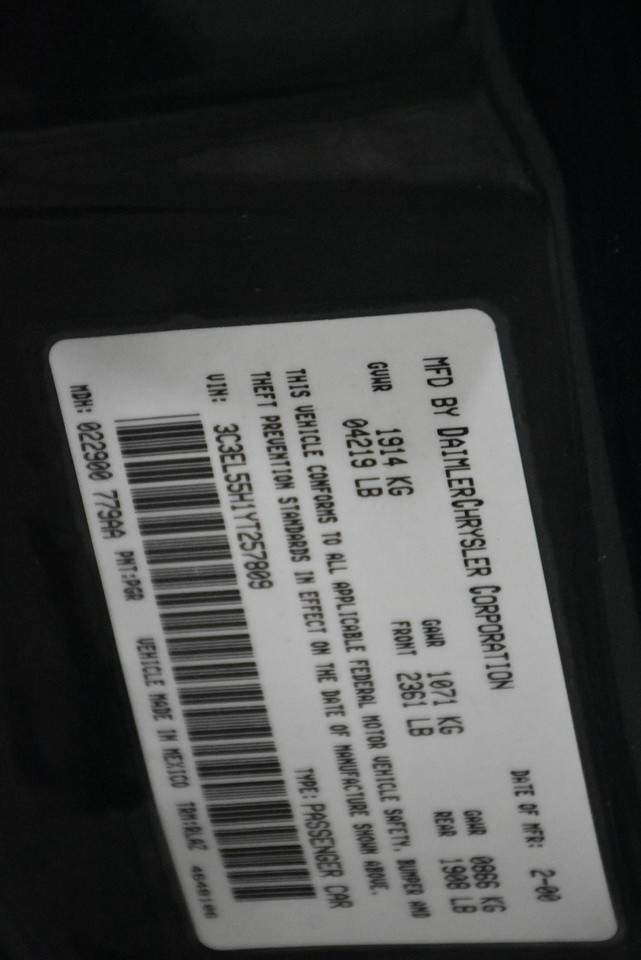 MFD BY DAIMLERCHRYSLER CORPORATION
DATE OF MFR: 2-00
GVWR 1914 KG
04219 LB
GAWR FRONT 1071 KG
2361 LB
GAWR REAR 0866 KG
1908 LB
THIS VEHICLE CONFORMS TO ALL APPLICABLE FEDERAL MOTOR VEHICLE SAFETY, BUMPER AND
THEFT PREVENTION STANDARDS IN EFFECT ON THE DATE OF MANUFACTURE SHOWN ABOVE.
VIN: 3C3EL55H1YT257809 TYPE: PASSENGER CAR
MDH: 022900 779AA PNT:PGR VEHICLE MADE IN MEXICO